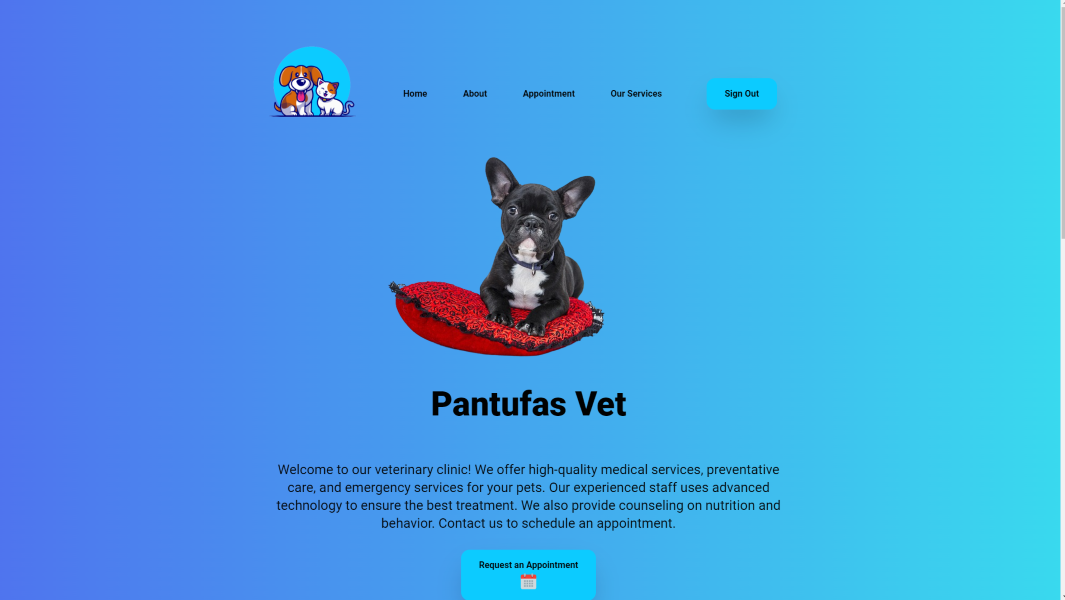 Home
About
Appointment
Our Services
Sign Out
Pantufas Vet
Welcome to our veterinary clinic! We offer high-quality medical services, preventative
care, and emergency services for your pets. Our experienced staff uses advanced
technology to ensure the best treatment. We also provide counseling on nutrition and
behavior. Contact us to schedule an appointment.
Request an Appointment